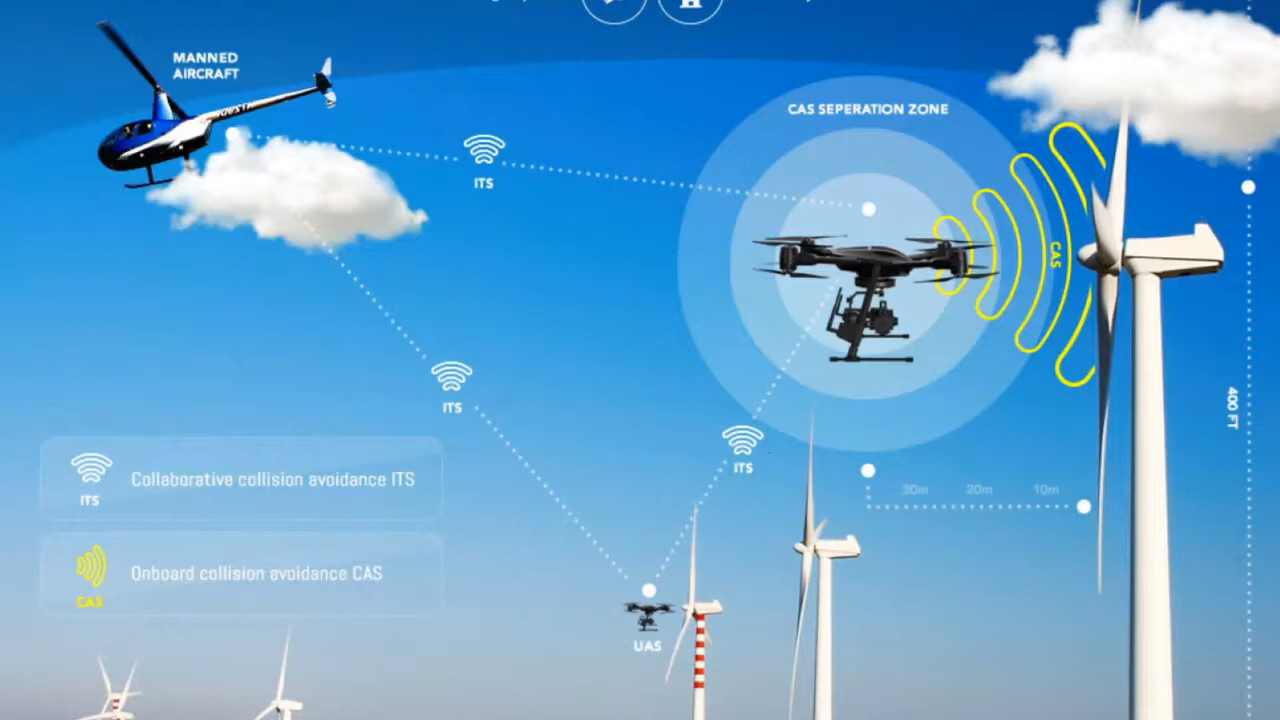 MANNED
AIRCRAFT
CAS SEPERATION ZONE
ITS
CAS
ITS
400 FT
ITS
ITS
Collaborative collision avoidance ITS
30m 20m 10m
CAS
Onboard collision avoidance CAS
UAS